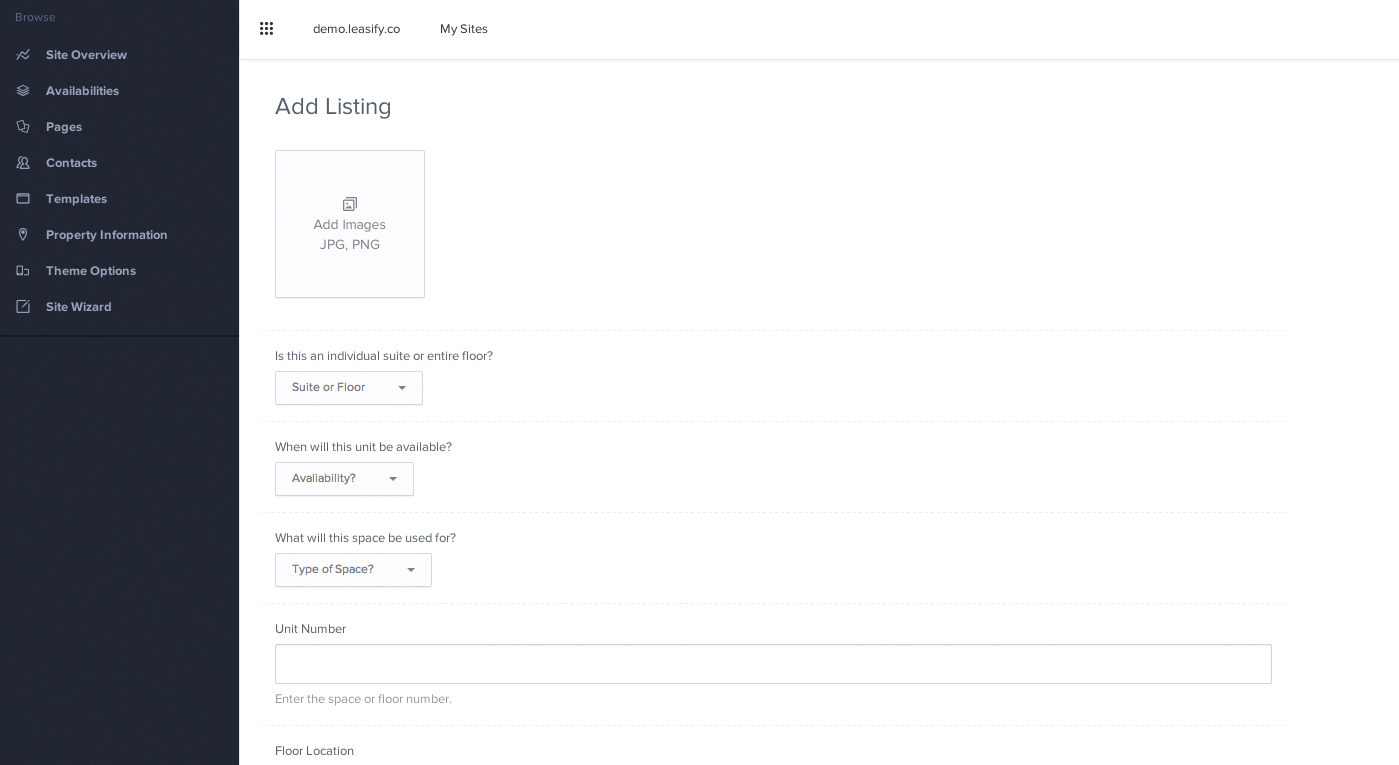 Browse
Site Overview
Availabilities
Pages
Contacts
Templates
Property Information
Theme Options
Site Wizard
demo.leasify.co My Sites
Add Listing
Add Images
JPG, PNG
Is this an individual suite or entire floor?
Suite or Floor
When will this unit be available?
Avaliability?
What will this space be used for?
Type of Space?
Unit Number
Enter the space or floor number.
Floor Location